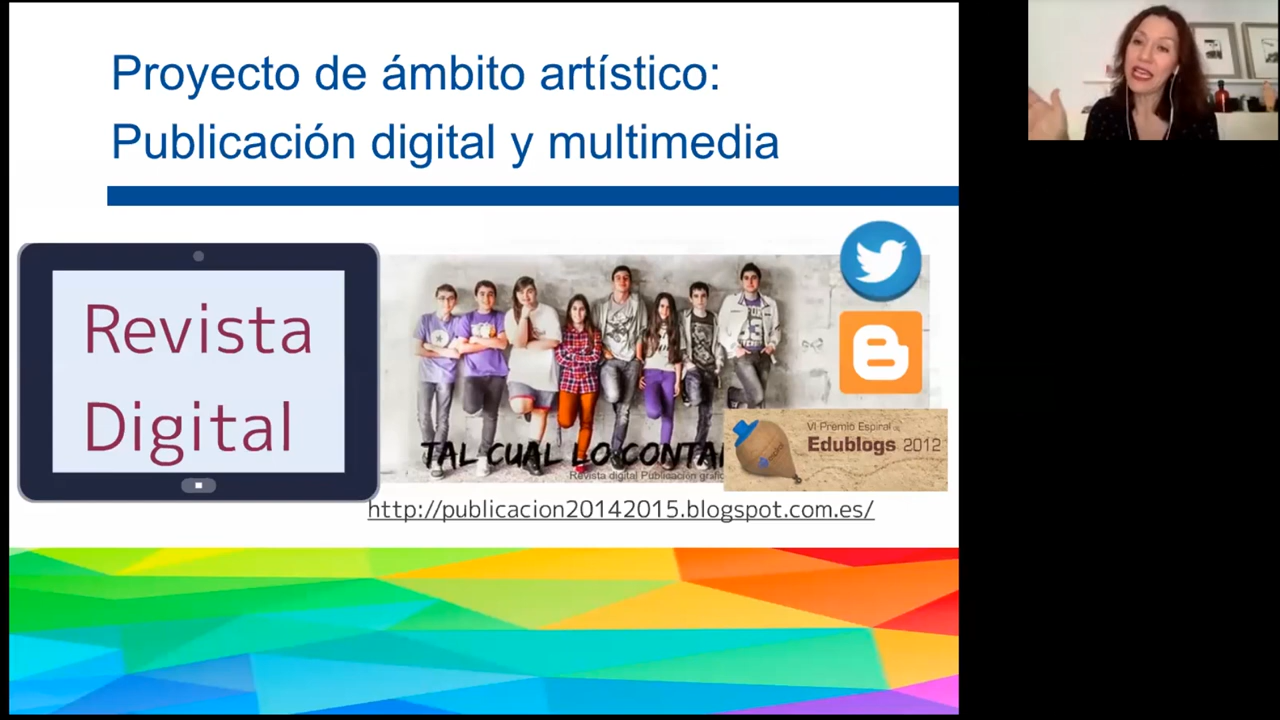 Proyecto de ámbito artístico:
Publicación digital y multimedia
Revista
Digital
TAL CUAL LO CONTA
Revista digital Publicación grafic
VI Premio Espiral
Edublogs 2012
http://publicacion20142015.blogspot.com.es/